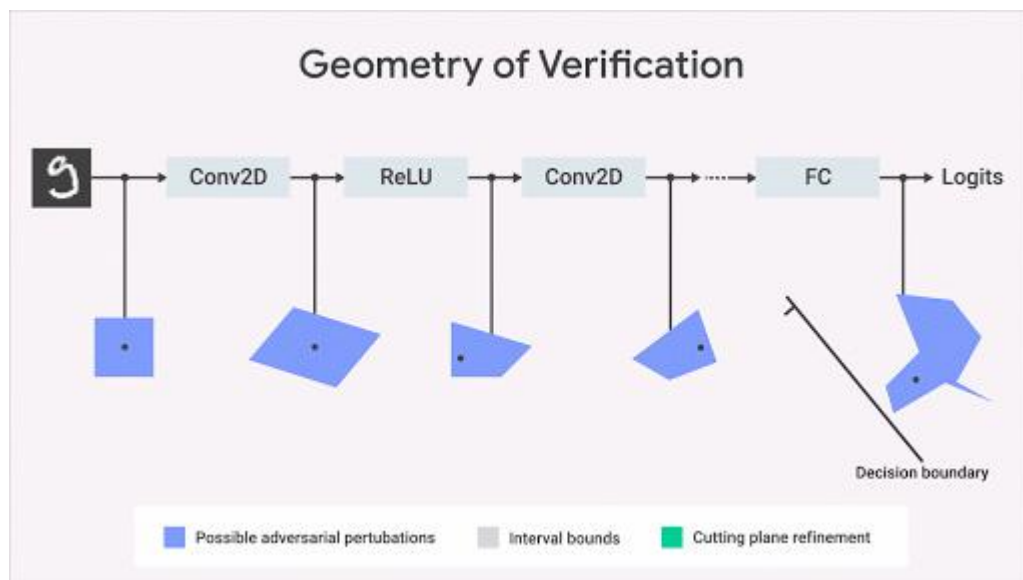 Geometry of Verification
9 Conv2D ReLU Conv2D FC Logits
Decision boundary
Possible adversarial pertubations Interval bounds Cutting plane refinement